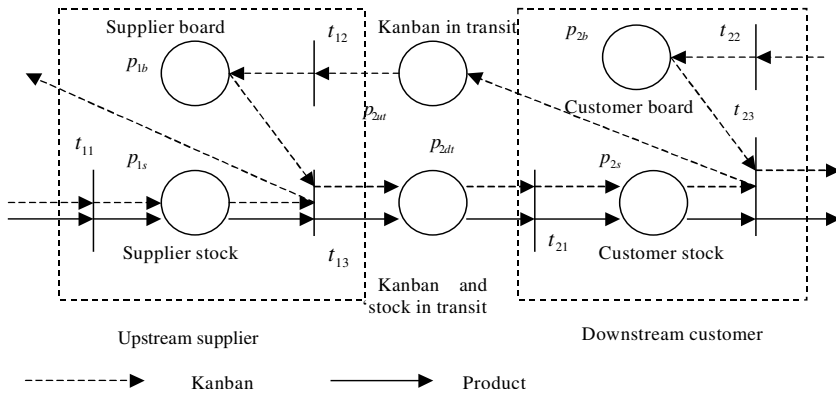 Supplier board
t12
Kanban in transit
p2b
t22
p1b
p2ut
Customer board
t23
t11
p1s
p2dt
p2s
Supplier stock
t13
t21
Customer stock
Kanban and
stock in transit
Upstream supplier
Downstream customer
Kanban
Product